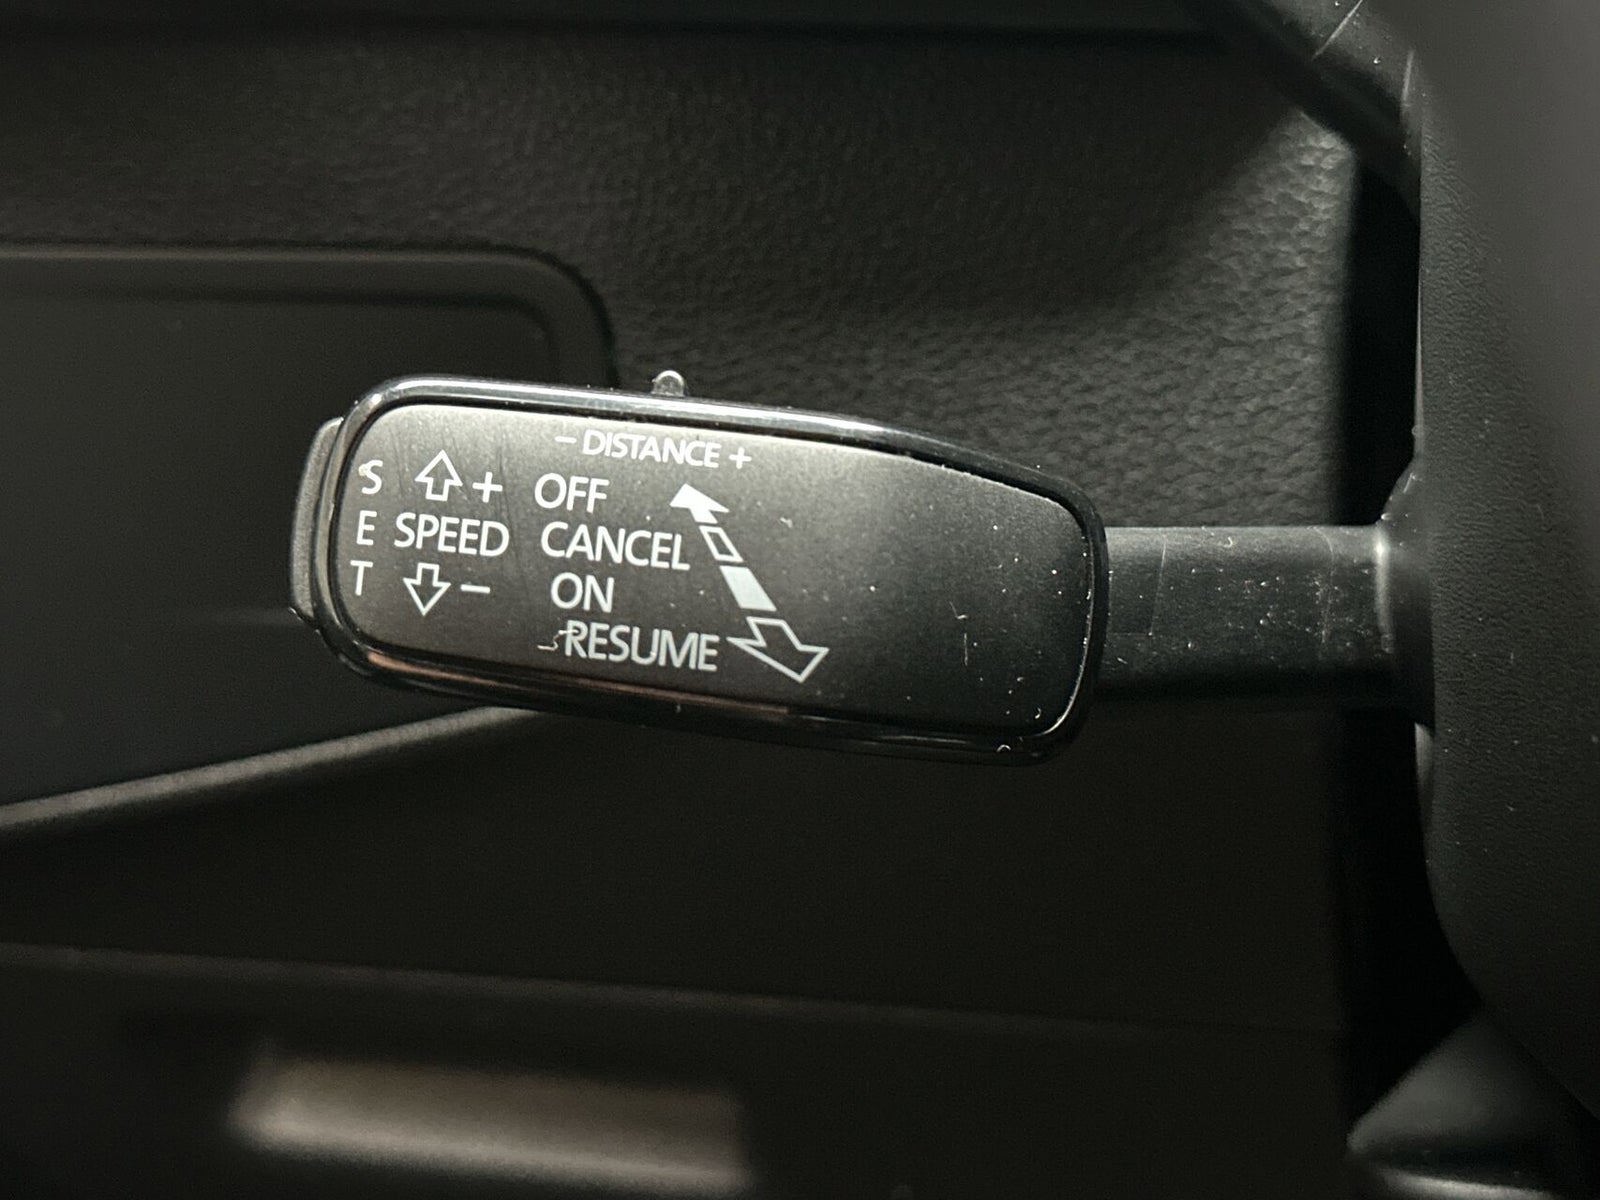 − DISTANCE +
S + OFF
E SPEED CANCEL
T − ON
RESUME